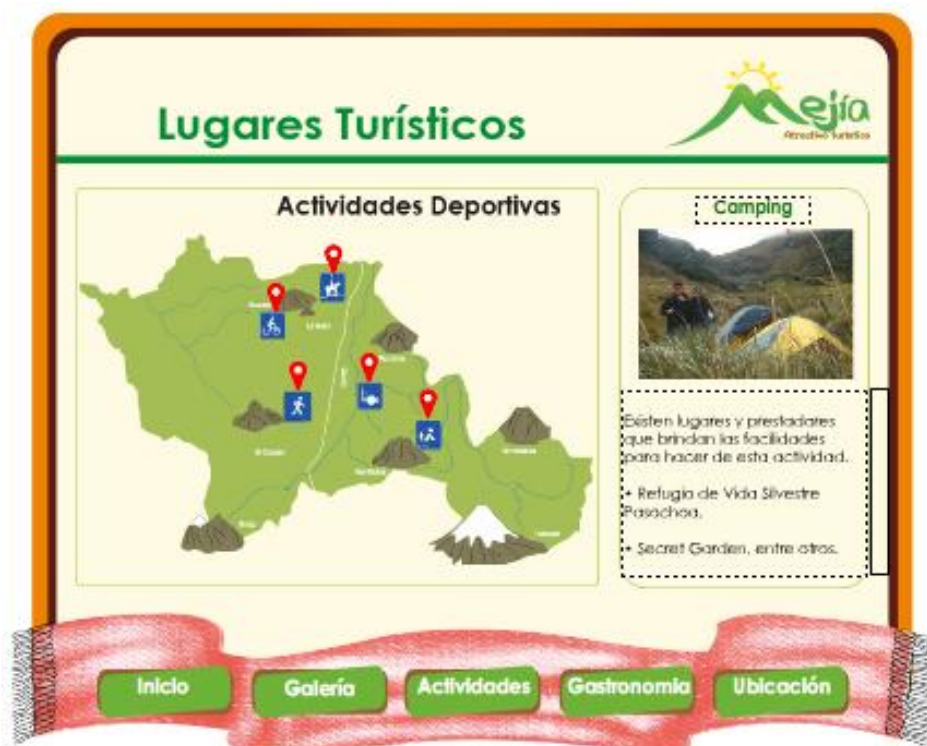 Lugares Turísticos
Mejía
Atractivo Turístico
Actividades Deportivas
Camping
Existen lugares y prestadores
que brindan las facilidades
para hacer de esta actividad.
• Refugio de Vida Silvestre
Pasochoa,
• Secret Garden, entre otros.
Inicio
Galería
Actividades
Gastronomia
Ubicación